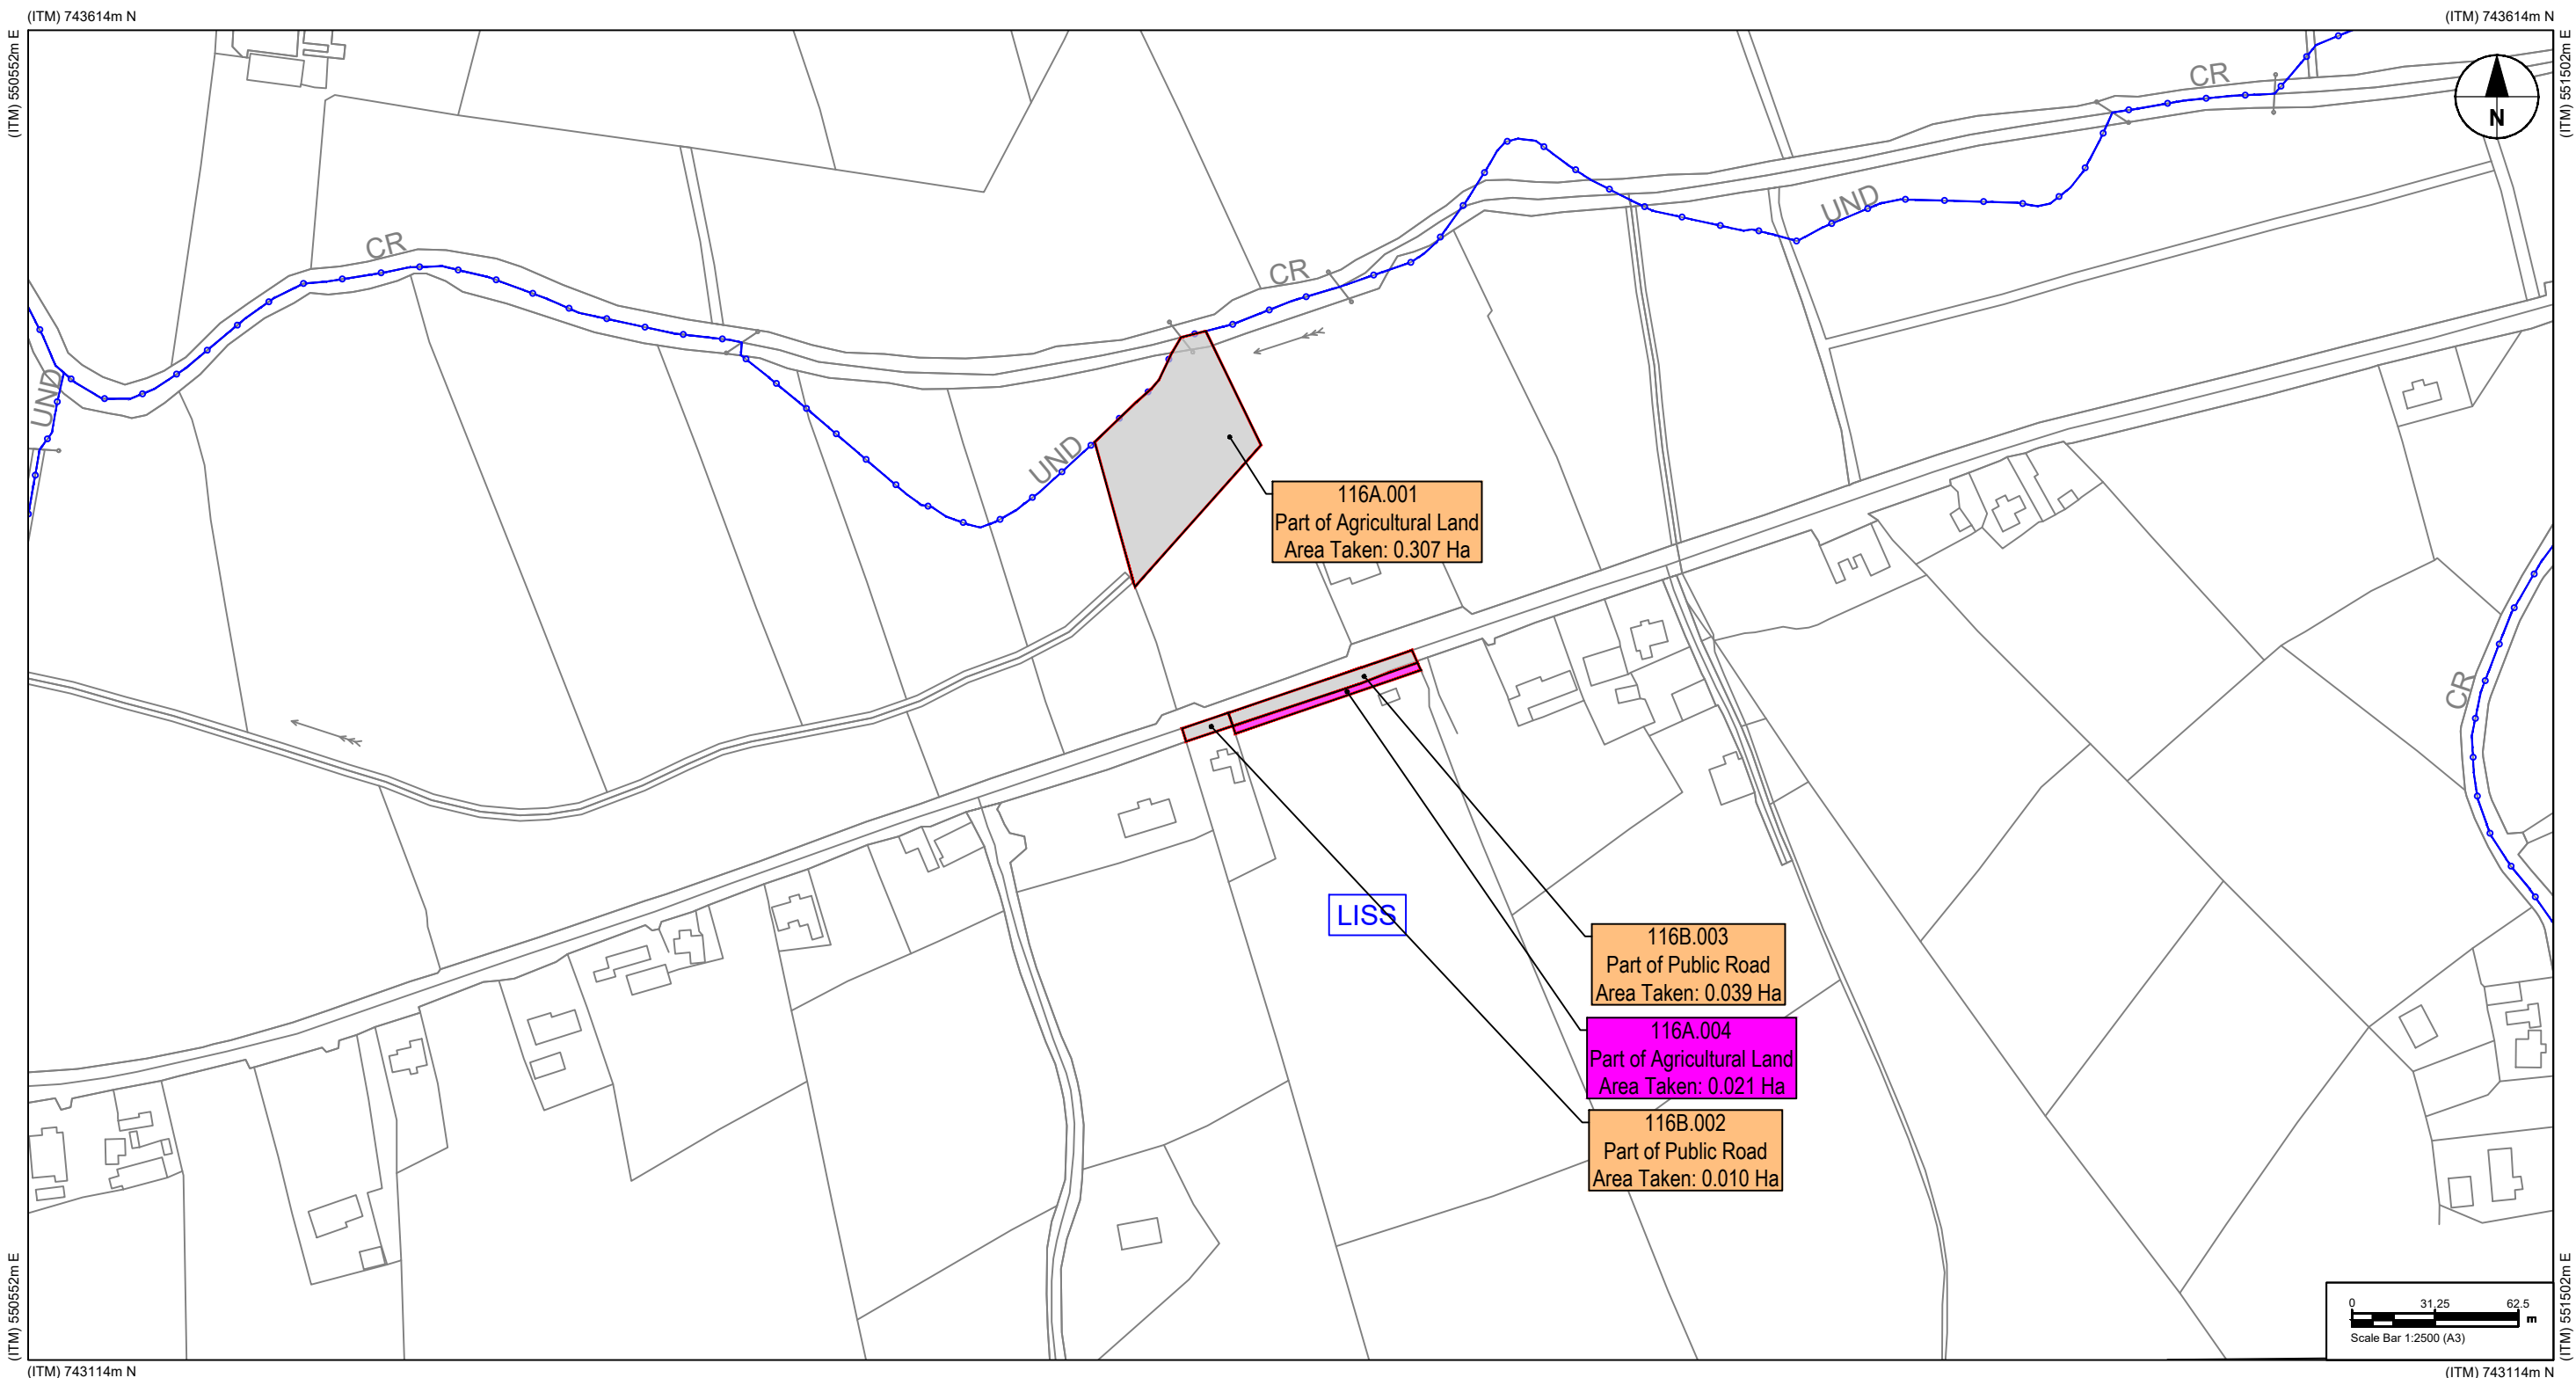 (ITM) 743614m N
(ITM) 743614m N
(ITM) 550552m E
(ITM) 551502m E
CR
N
UND
CR
CR
UND
UND
116A.001
Part of Agricultural Land
Area Taken: 0.307 Ha
CR
LISS
116B.003
Part of Public Road
Area Taken: 0.039 Ha
116A.004
Part of Agricultural Land
Area Taken: 0.021 Ha
116B.002
Part of Public Road
Area Taken: 0.010 Ha
(ITM) 550552m E
(ITM) 551502m E
0 31.25 62.5
m
Scale Bar 1:2500 (A3)
(ITM) 743114m N
(ITM) 743114m N